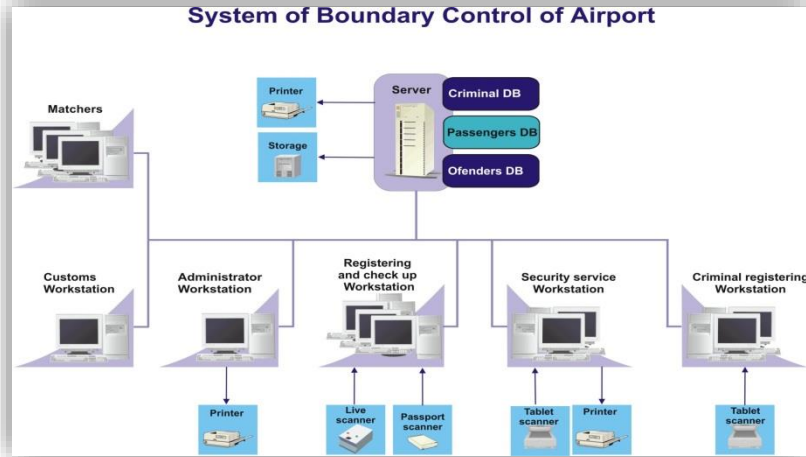 System of Boundary Control of Airport
Printer
Server
Criminal DB
Matchers
Passengers DB
Storage
Ofenders DB
Customs
Workstation
Administrator
Workstation
Registering
and check up
Workstation
Security service
Workstation
Criminal registering
Workstation
Printer
Live
scanner
Passport
scanner
Tablet
scanner
Printer
Tablet
scanner